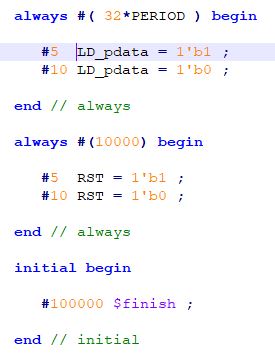 always #( 32*PERIOD ) begin
#5 LD_pdata = 1'b1 ;
#10 LD_pdata = 1'b0 ;
end // always
always #(10000) begin
#5 RST = 1'b1 ;
#10 RST = 1'b0 ;
end // always
initial begin
#100000 $finish ;
end // initial